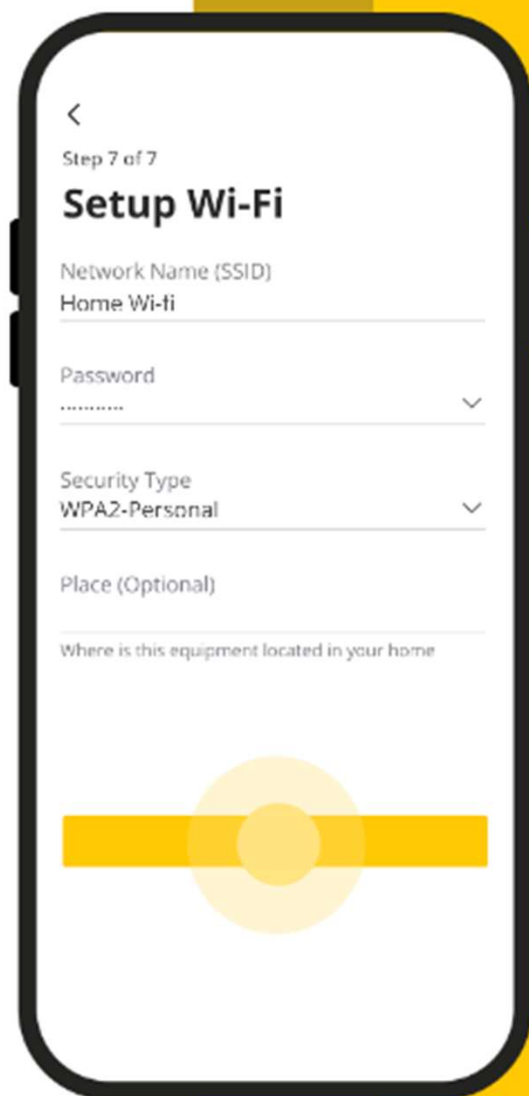 Step 7 of 7
Setup Wi-Fi
Network Name (SSID)
Home Wi-fi
Password
...........
Security Type
WPA2-Personal
Place (Optional)
Where is this equipment located in your home